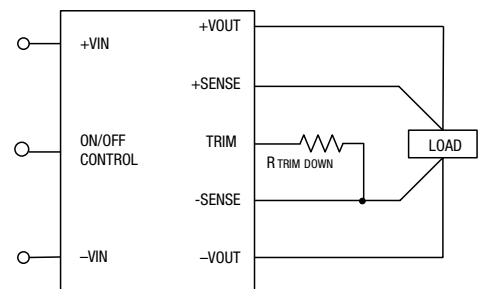 +VOUT
+VIN
+SENSE
ON/OFF
CONTROL
TRIM
LOAD
R TRIM DOWN
-SENSE
–VIN
–VOUT